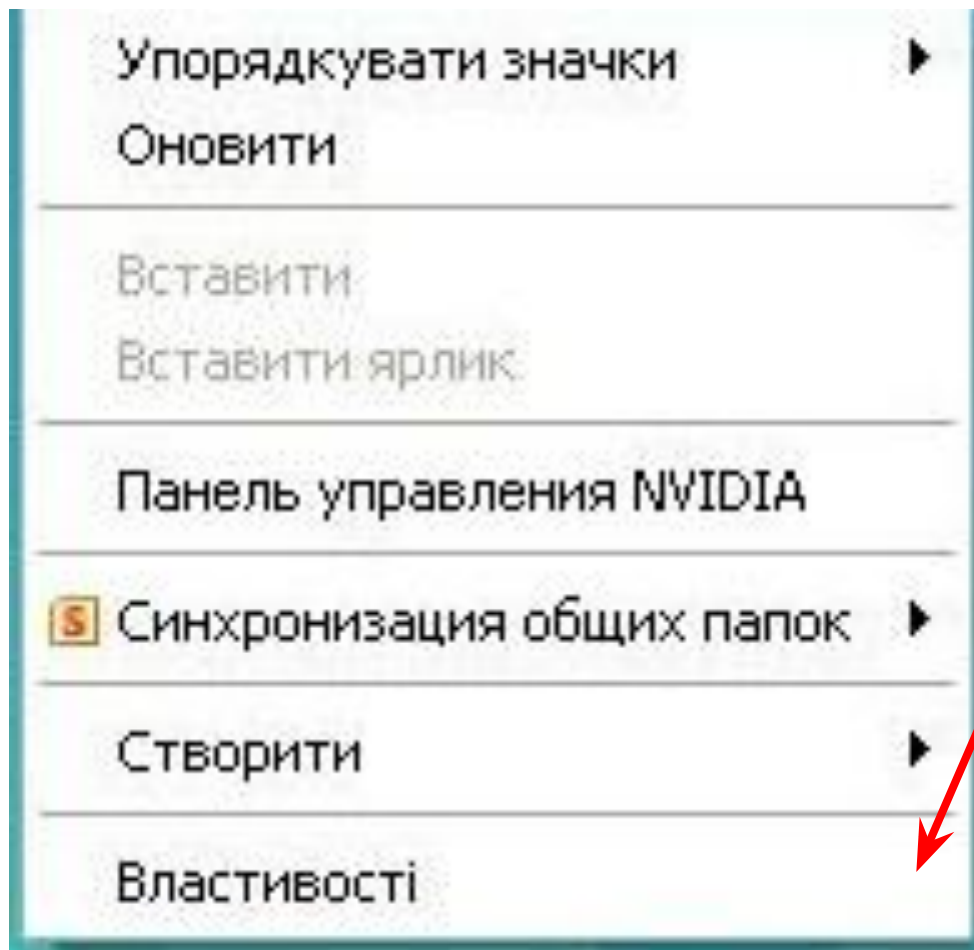 Упорядкувати значки
Оновити
Вставити
Вставити ярлик
Панель управления NVIDIA
S Синхронизация общих папок
Створити
Властивості